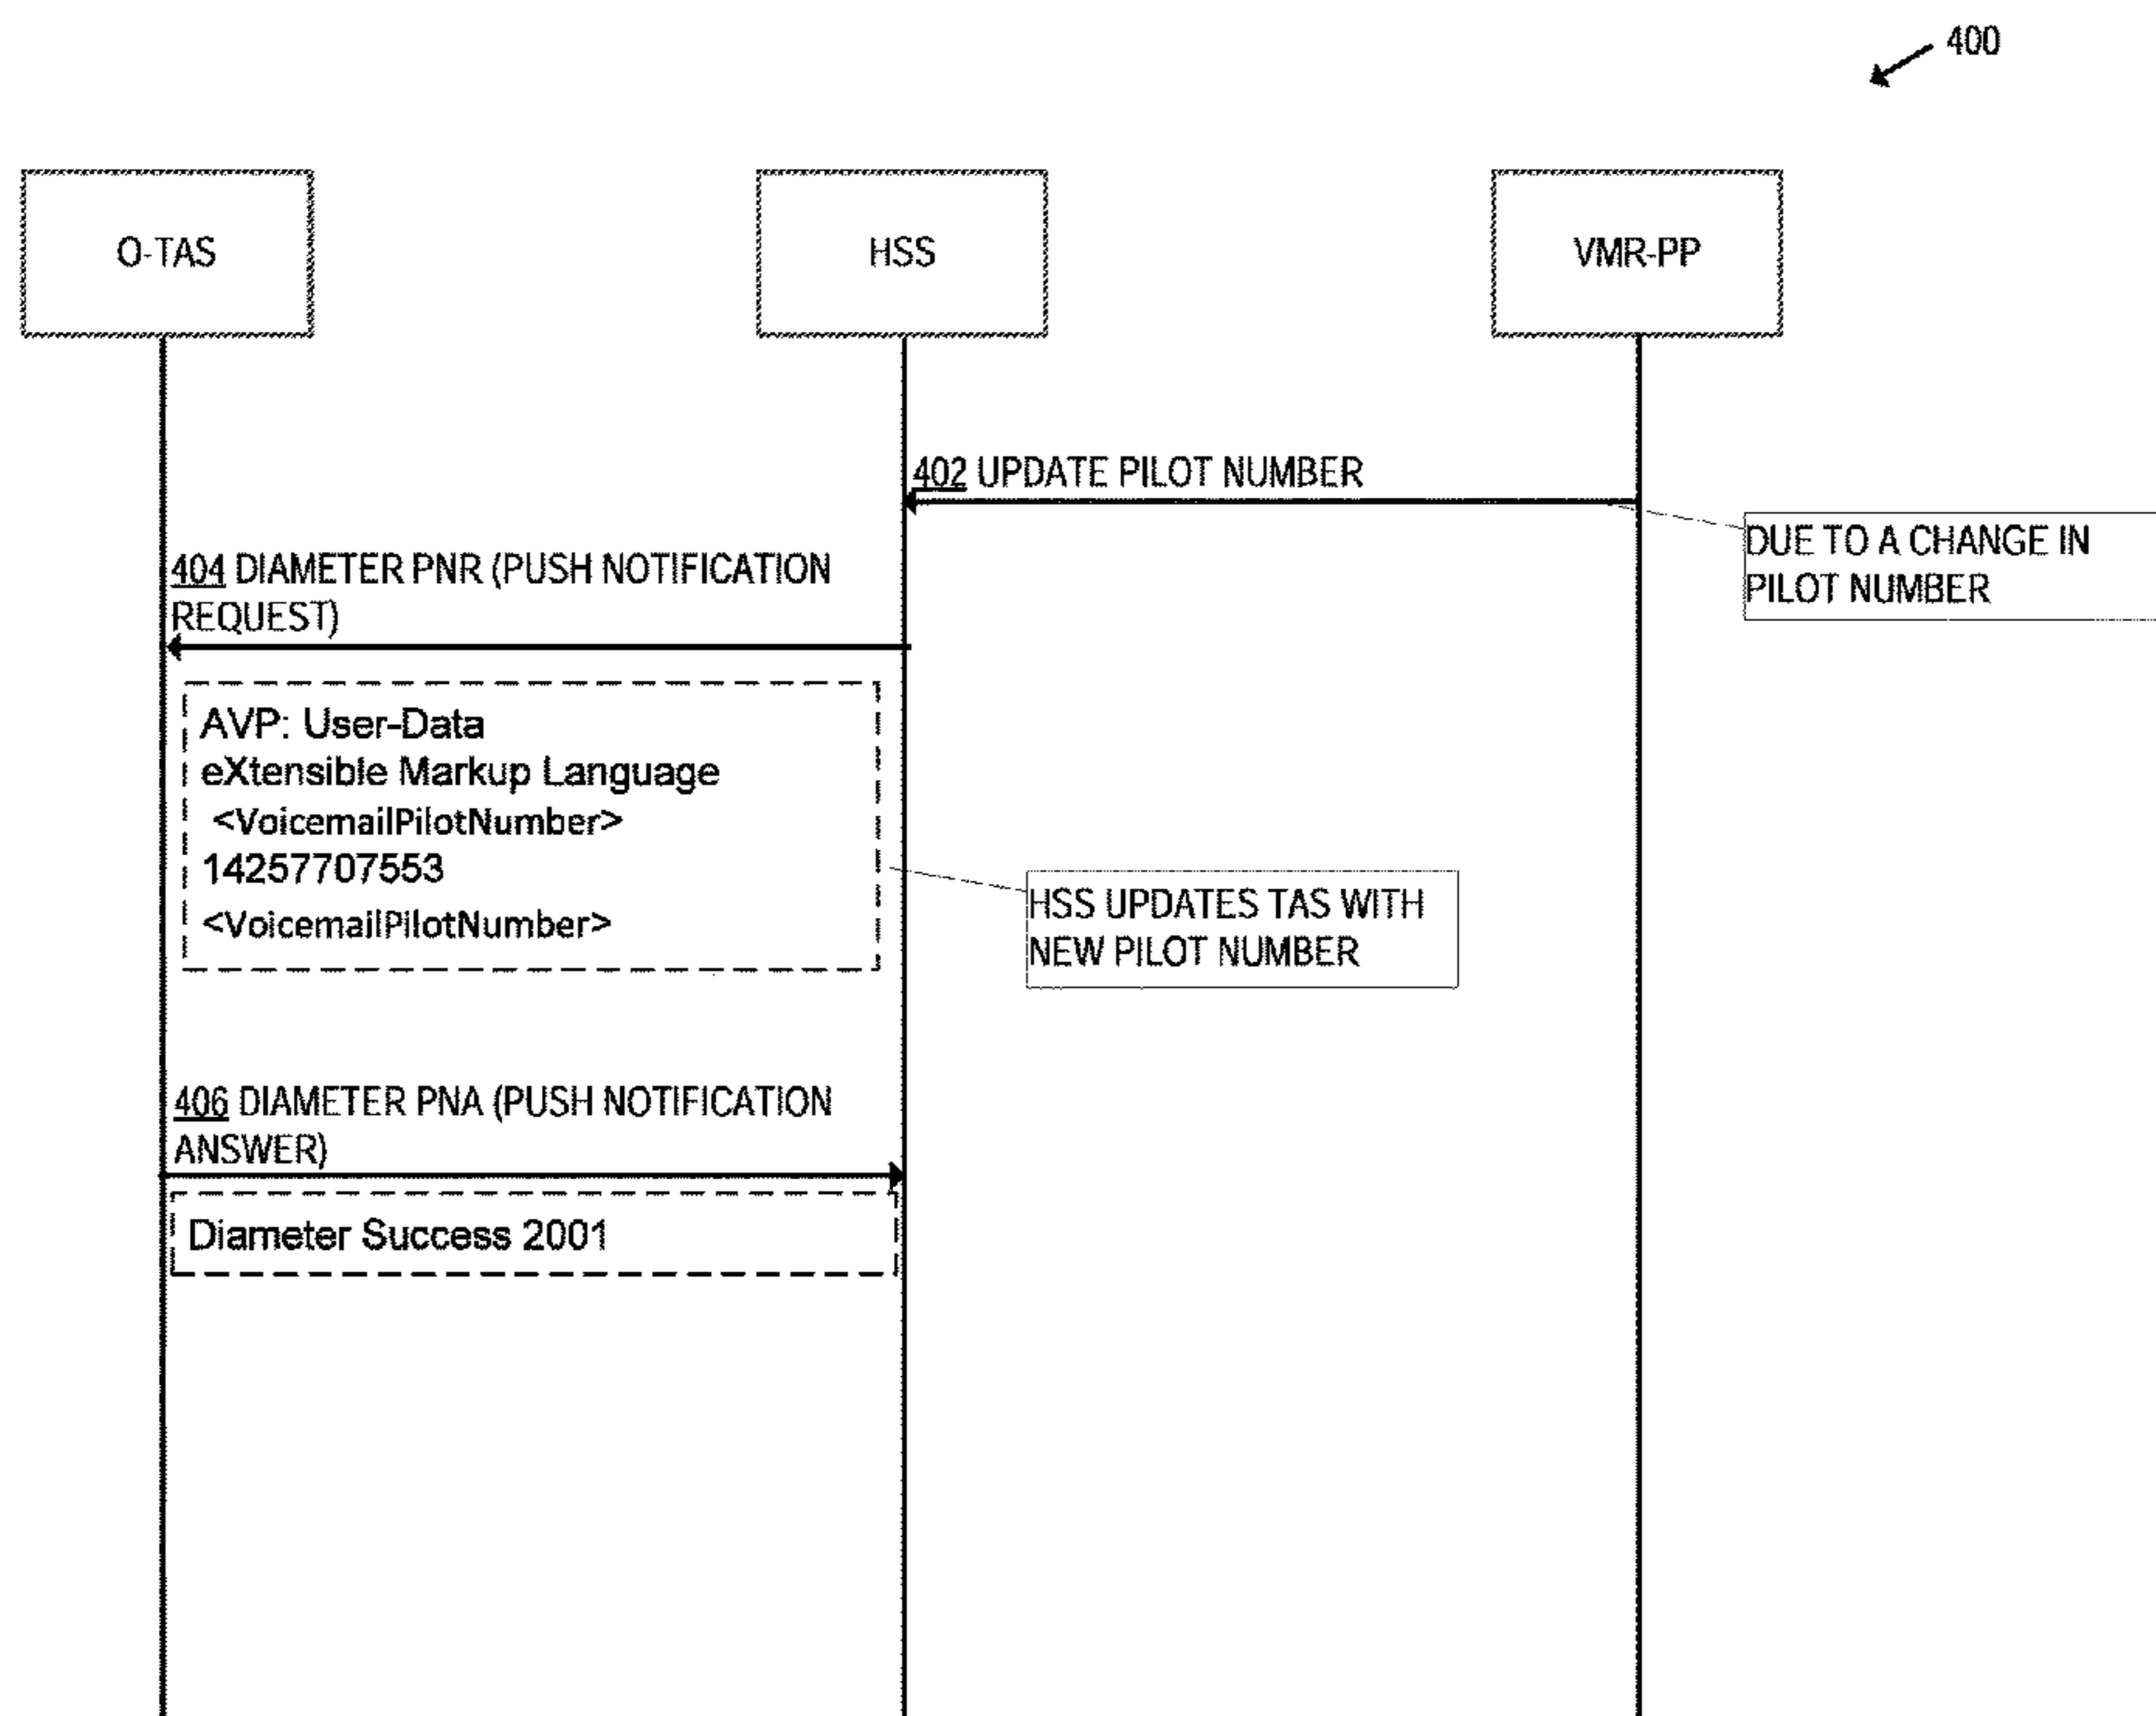 400
O-TAS
HSS
VMR-PP
402 UPDATE PILOT NUMBER
DUE TO A CHANGE IN
PILOT NUMBER
404 DIAMETER PNR (PUSH NOTIFICATION
REQUEST)
AVP: User-Data
eXtensible Markup Language
<VoicemailPilotNumber>
14257707553
<VoicemailPilotNumber>
HSS UPDATES TAS WITH
NEW PILOT NUMBER
406 DIAMETER PNA (PUSH NOTIFICATION
ANSWER)
Diameter Success 2001